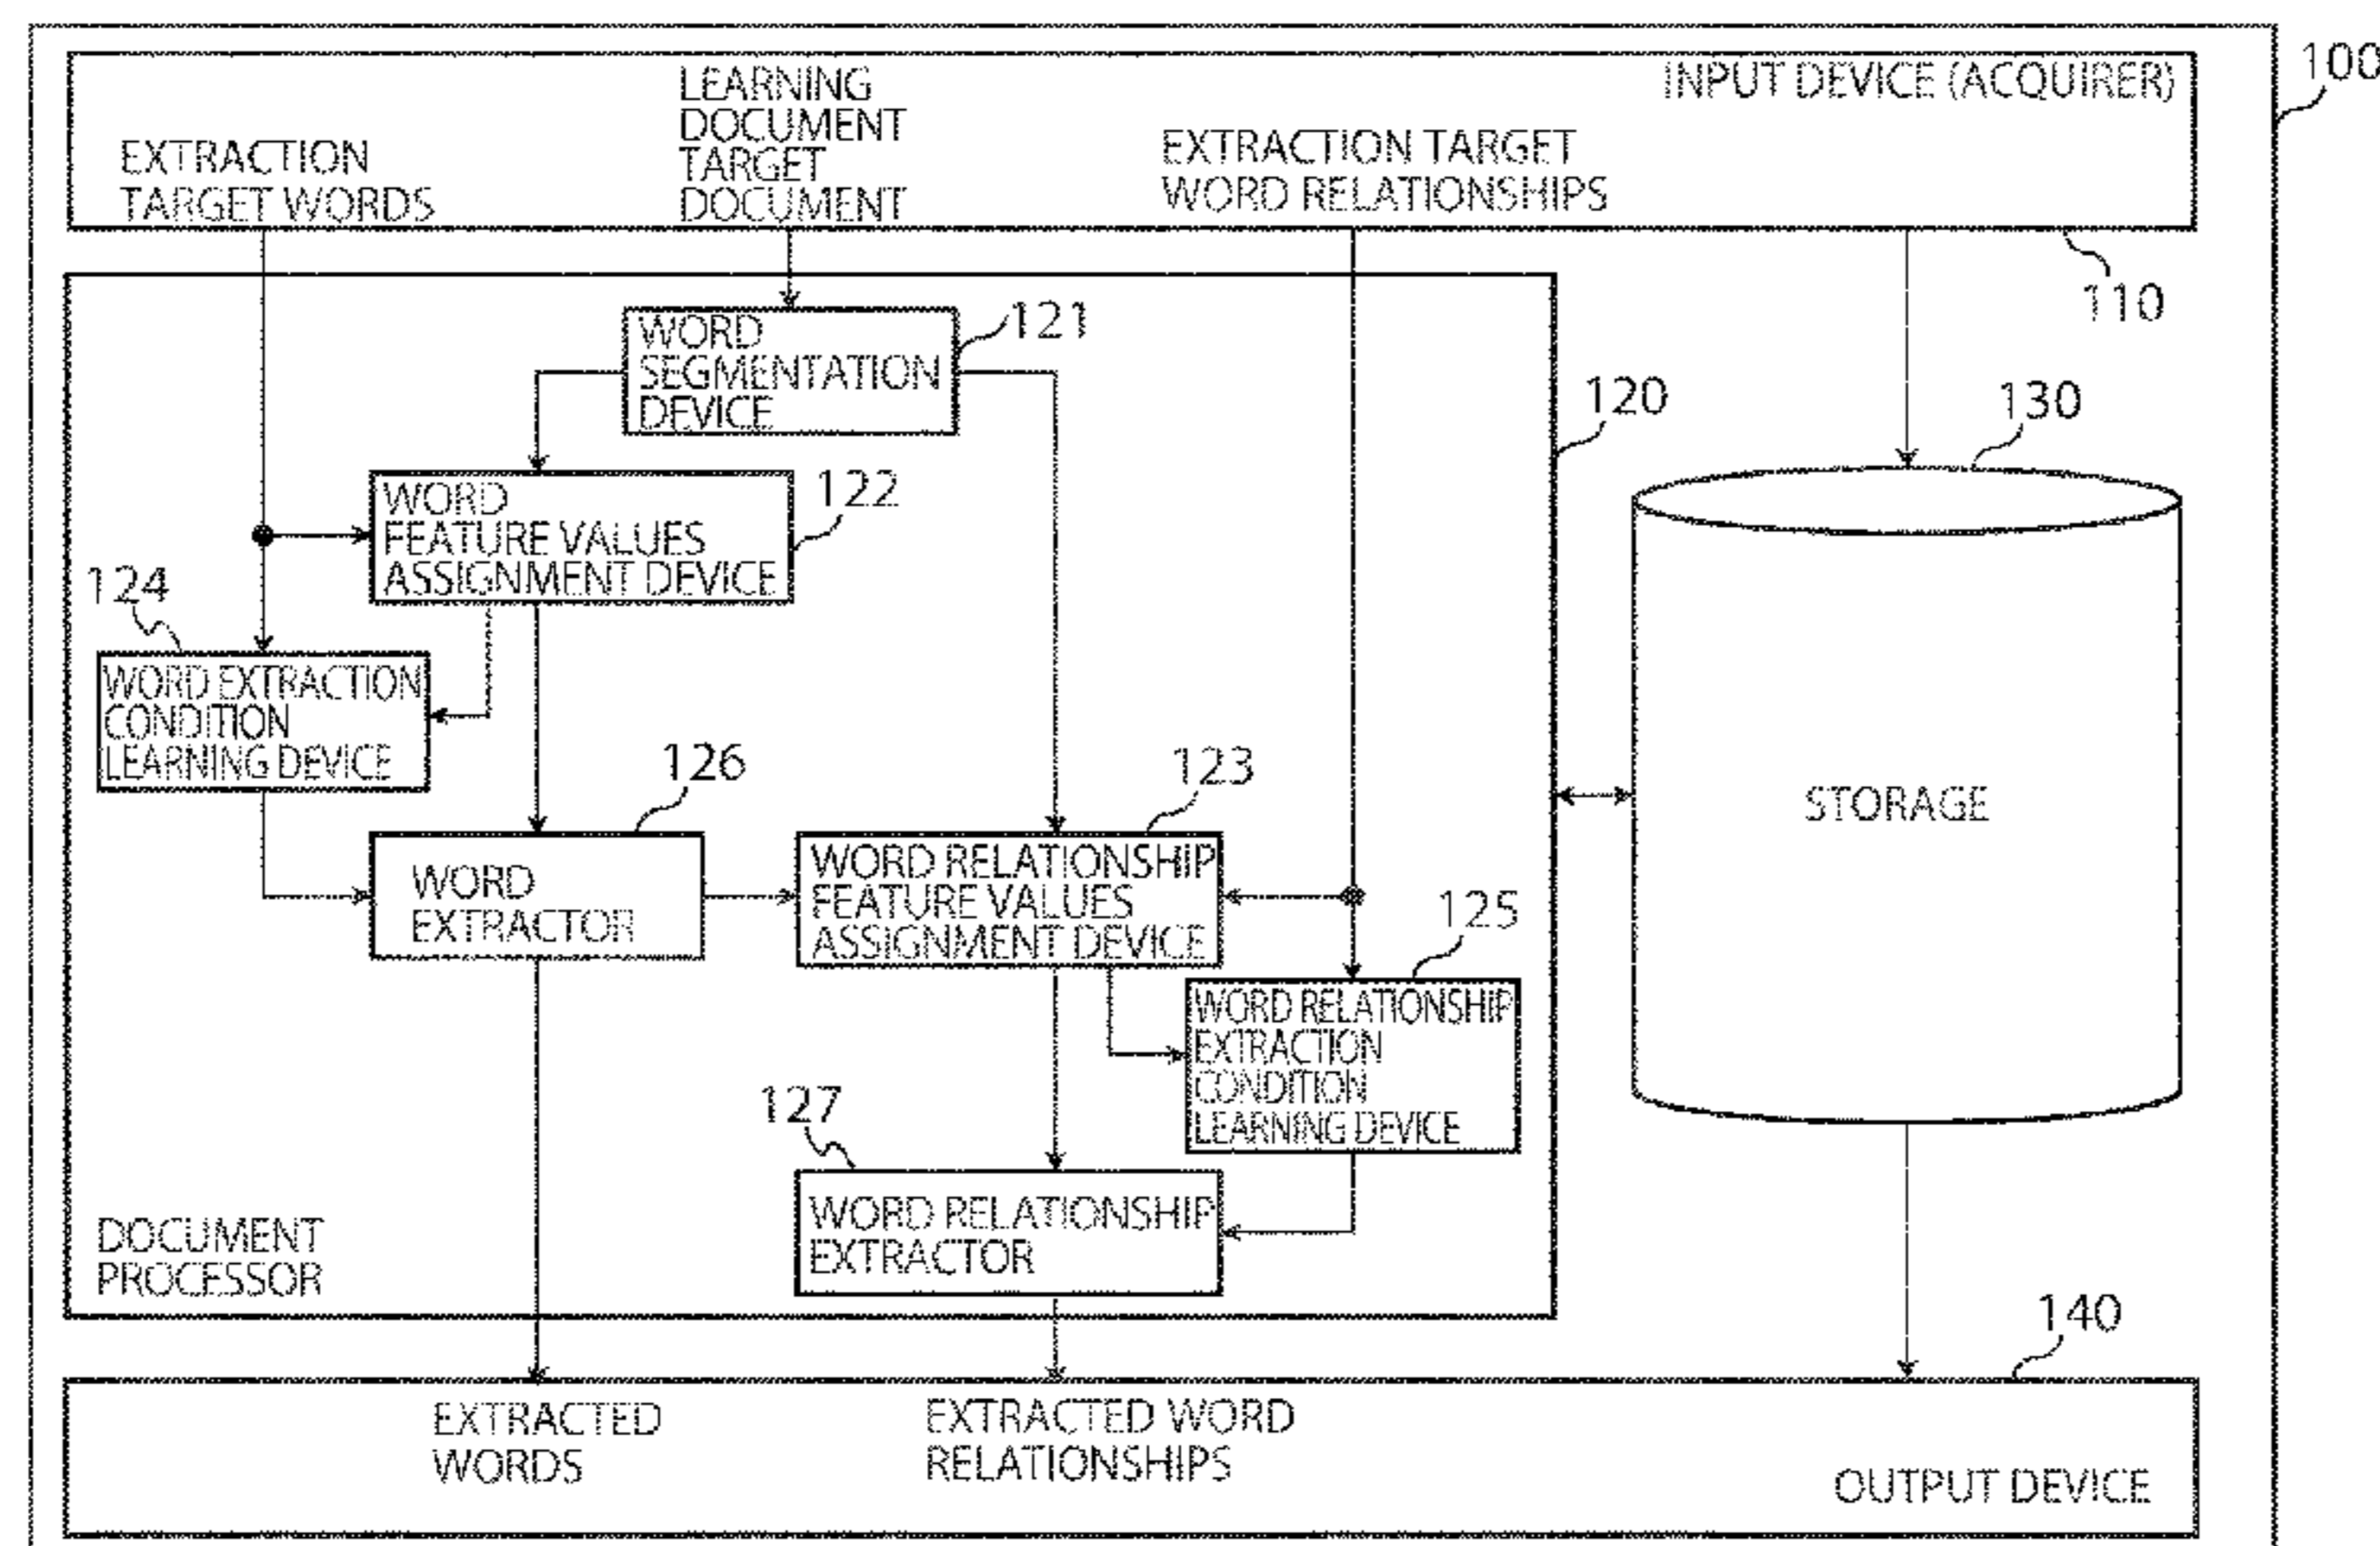 100
INPUT DEVICE (ACQUIRER)
LEARNING
DOCUMENT
TARGET
DOCUMENT
EXTRACTION
TARGET WORDS
EXTRACTION TARGET
WORD RELATIONSHIPS
110
WORD
SEGMENTATION
DEVICE
121
120
130
WORD
FEATURE VALUES
ASSIGNMENT DEVICE
122
124
WORD EXTRACTION
CONDITION
LEARNING DEVICE
126
WORD
EXTRACTOR
123
WORD RELATIONSHIP
FEATURE VALUES
ASSIGNMENT DEVICE
STORAGE
125
WORD RELATIONSHIP
EXTRACTION
CONDITION
LEARNING DEVICE
127
WORD RELATIONSHIP
EXTRACTOR
DOCUMENT
PROCESSOR
140
EXTRACTED
WORDS
EXTRACTED WORD
RELATIONSHIPS
OUTPUT DEVICE